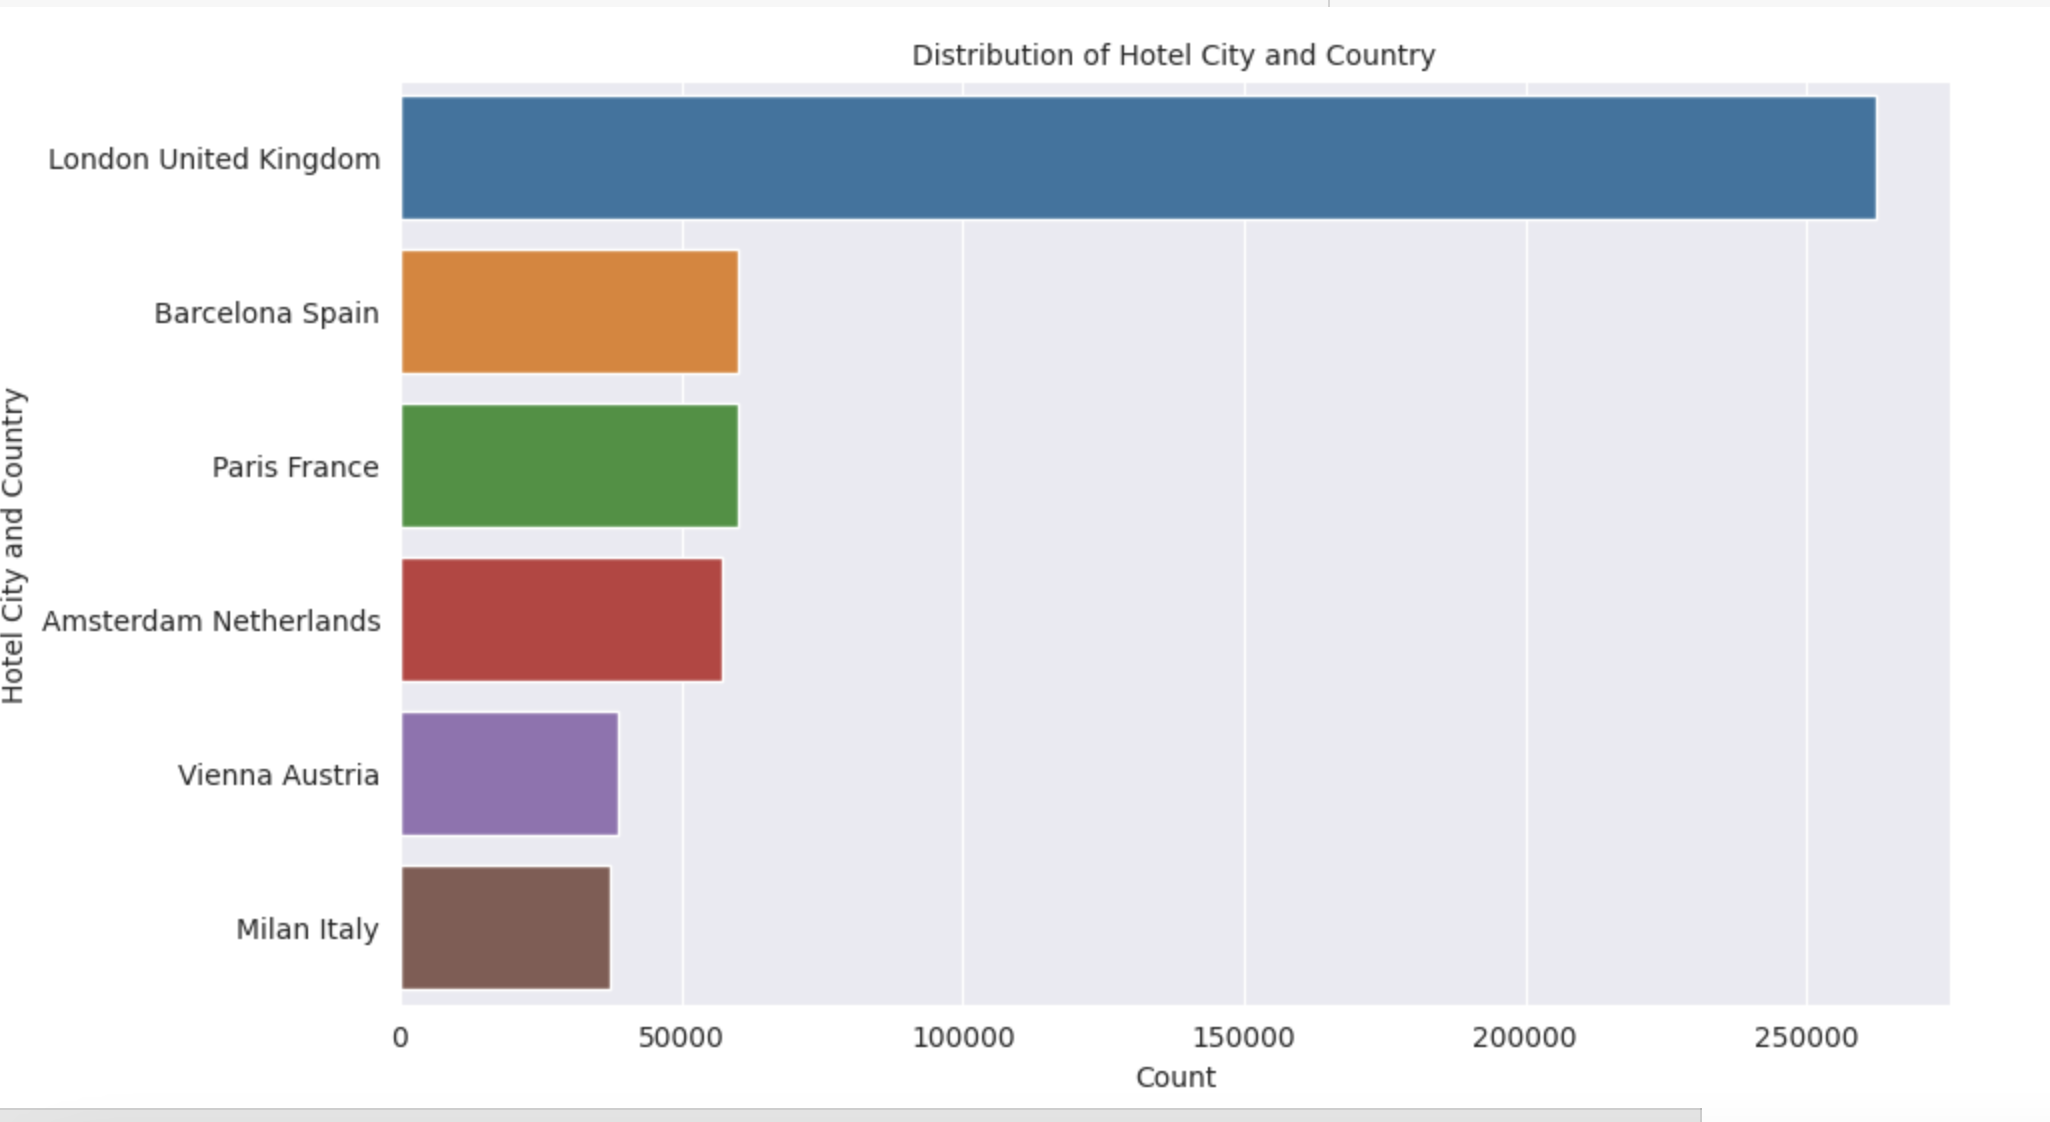 Distribution of Hotel City and Country
Hotel City and Country
London United Kingdom
Barcelona Spain
Paris France
Amsterdam Netherlands
Vienna Austria
Milan Italy
0 50000 100000 150000 200000 250000
Count